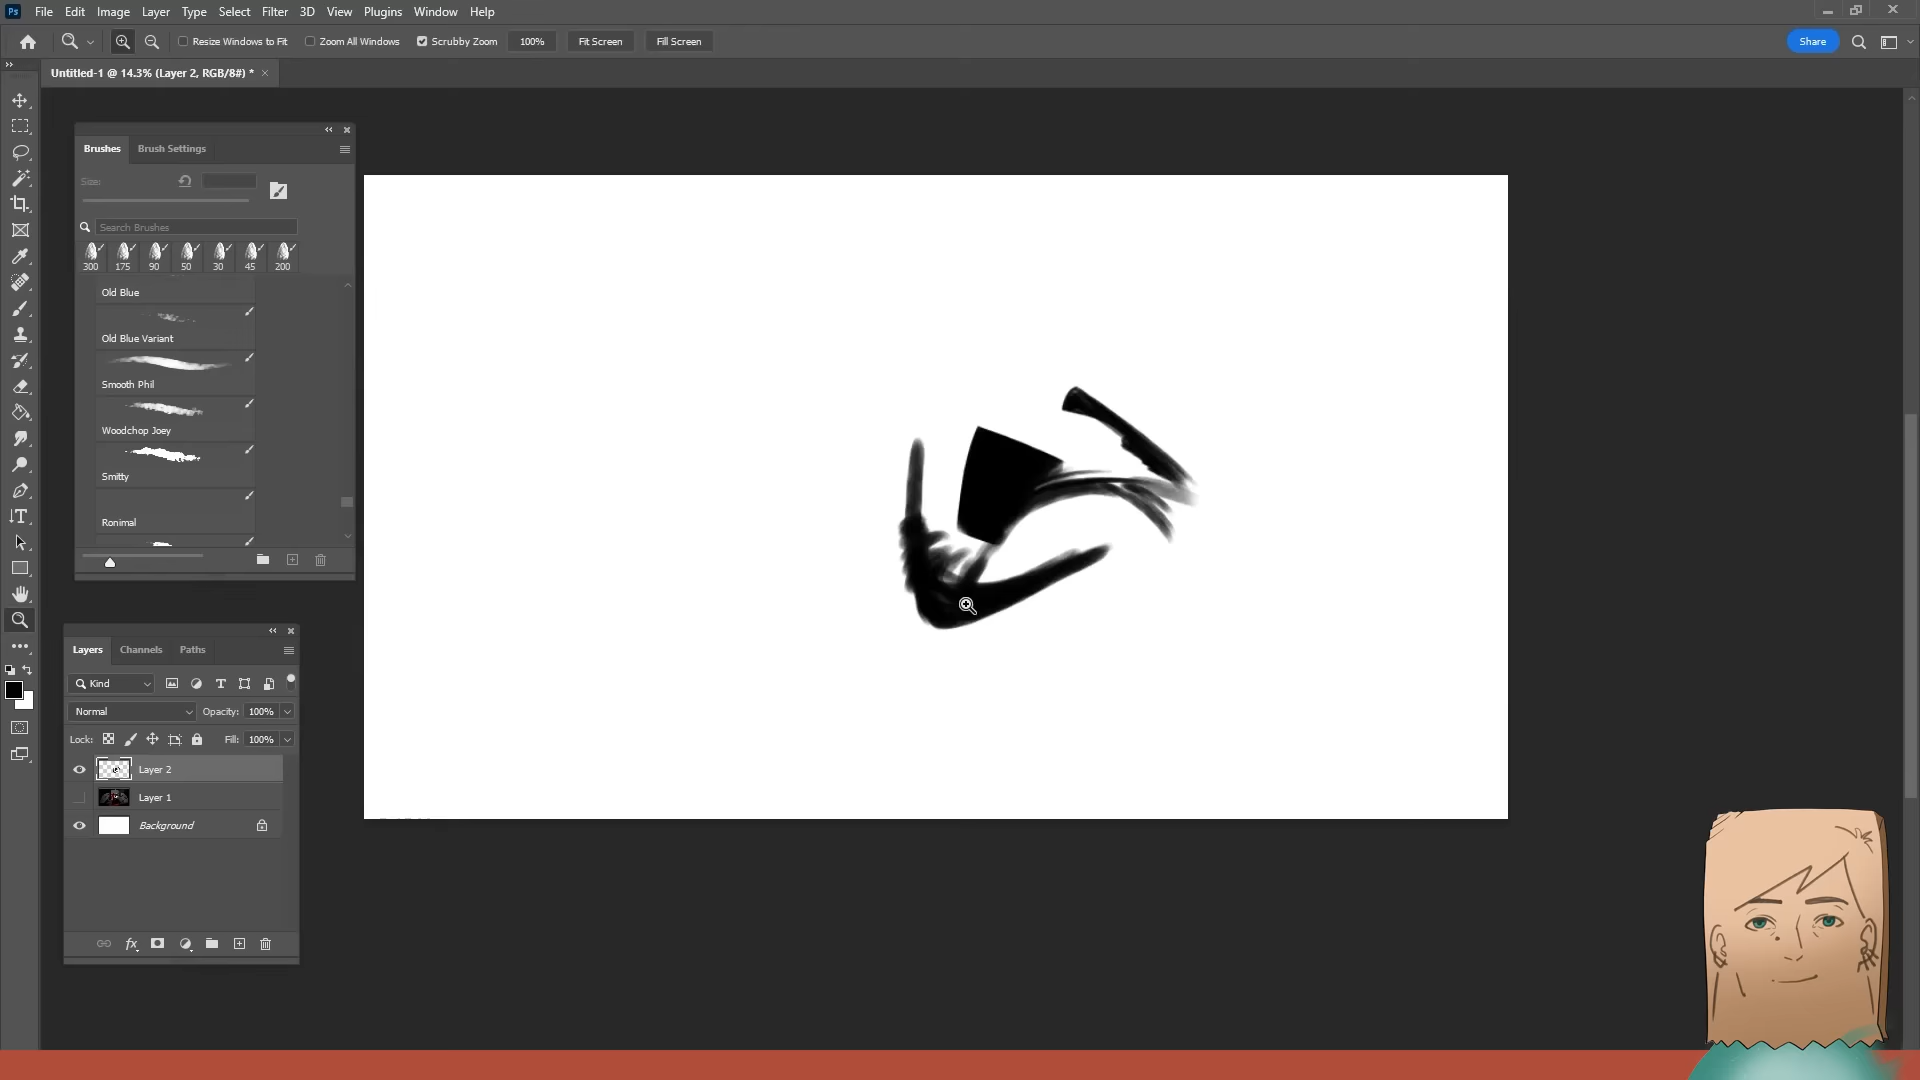 Ps File Edit Image Layer Type Select Filter 3D View Plugins Window Help
Resize Windows to Fit Zoom All Windows Scrubby Zoom 100% Fit Screen Fill Screen Share
Untitled-1 @ 14.3% (Layer 2, RGB/8#) * ×
Brushes Brush Settings
Size:
Search Brushes
300 175 90 50 30 45 200
Old Blue
Old Blue Variant
Smooth Phil
Woodchop Joey
Smitty
Ronimal
Layers Channels Paths
Kind
Normal Opacity: 100%
Lock: Fill: 100%
Layer 2
Layer 1
Background
fx